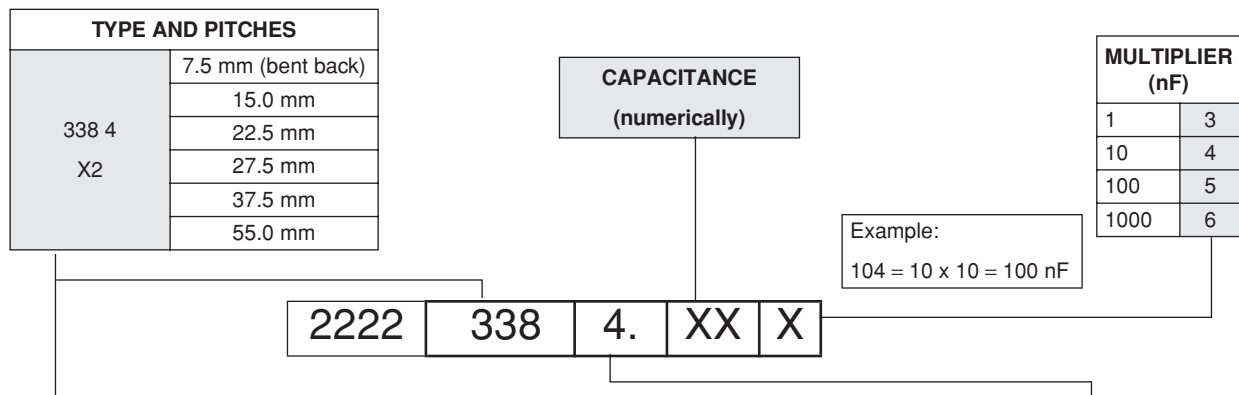 TYPE AND PITCHES
338 4
X2
7.5 mm (bent back)
15.0 mm
22.5 mm
27.5 mm
37.5 mm
55.0 mm
CAPACITANCE
(numerically)
MULTIPLIER
(nF)
1 3
10 4
100 5
1000 6
Example:
104 = 10 x 10 = 100 nF
2222 338 4. XX X